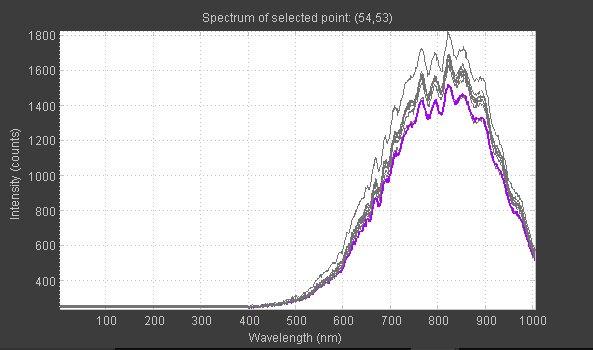 Spectrum of selected point: (54,53)
1800
1600
1400
1200
1000
800
600
400
Intensity (counts)
100 200 300 400 500 600 700 800 900 1000
Wavelength (nm)